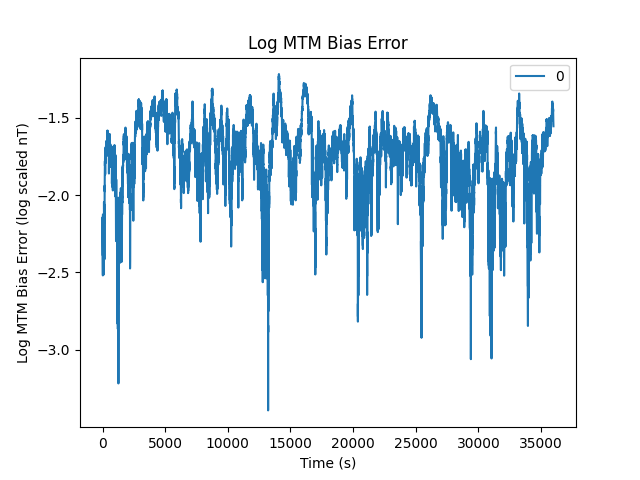 Log MTM Bias Error
0
Log MTM Bias Error (log scaled nT)
−1.5
−2.0
−2.5
−3.0
0 5000 10000 15000 20000 25000 30000 35000
Time (s)